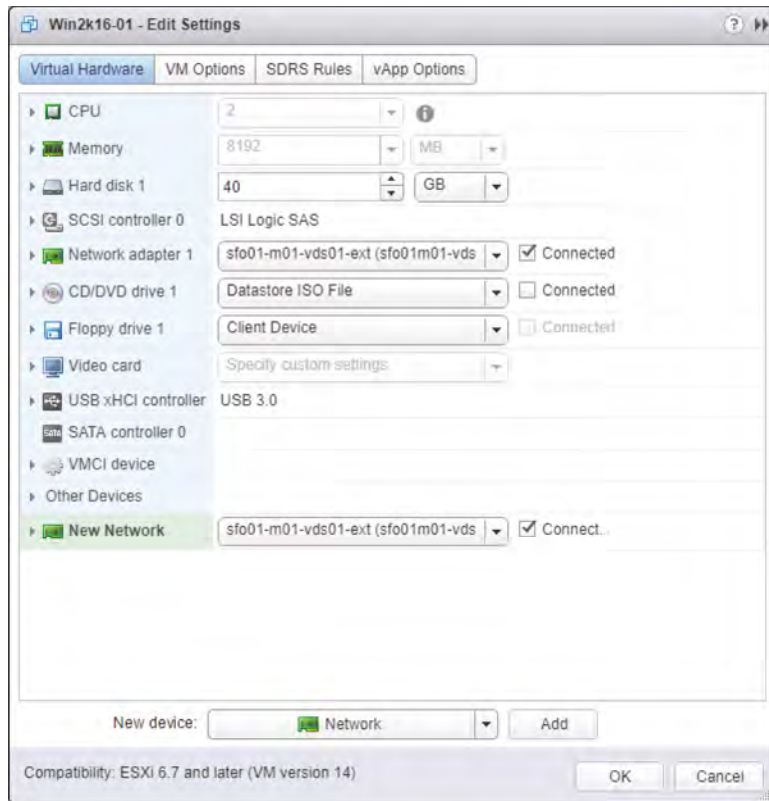 Win2k16-01 - Edit Settings ?
Virtual Hardware VM Options SDRS Rules vApp Options
CPU 2
Memory 8192 MB
Hard disk 1 40 GB
SCSI controller 0 LSI Logic SAS
Network adapter 1 sfo01-m01-vds01-ext (sfo01m01-vds Connected
CD/DVD drive 1 Datastore ISO File Connected
Floppy drive 1 Client Device Connected
Video card Specify custom settings
USB xHCI controller USB 3.0
SATA controller 0
VMCI device
Other Devices
New Network sfo01-m01-vds01-ext (sfo01m01-vds Connect..
New device: Network Add
Compatibility: ESXi 6.7 and later (VM version 14) OK Cancel